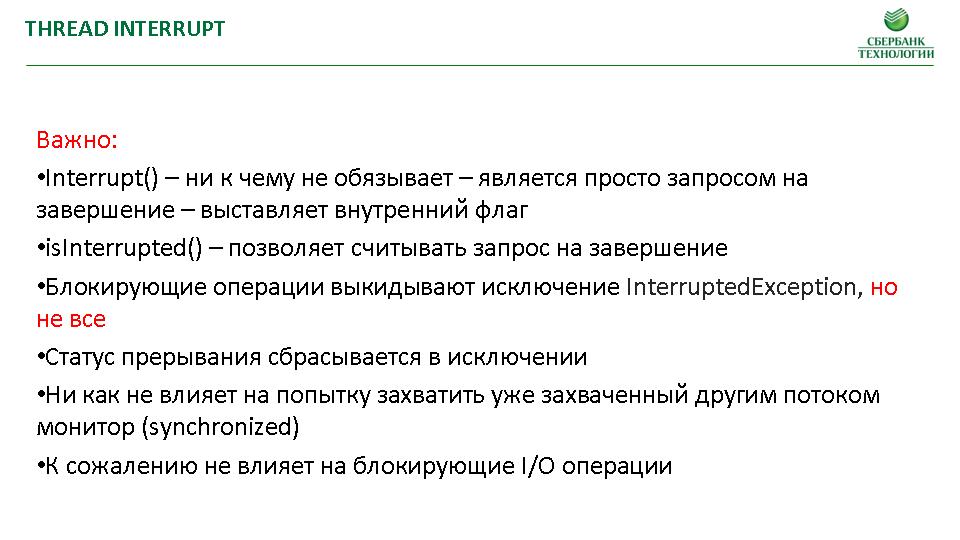 THREAD INTERRUPT
СБЕРБАНК
ТЕХНОЛОГИИ
Важно:
•Interrupt() – ни к чему не обязывает – является просто запросом на
завершение – выставляет внутренний флаг
•isInterrupted() – позволяет считывать запрос на завершение
•Блокирующие операции выкидывают исключение InterruptedException, но
не все
•Статус прерывания сбрасывается в исключении
•Ни как не влияет на попытку захватить уже захваченный другим потоком
монитор (synchronized)
•К сожалению не влияет на блокирующие I/O операции